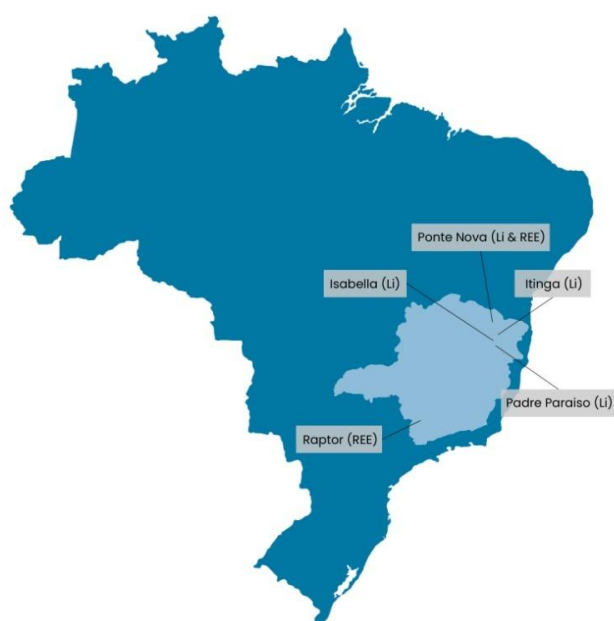 Ponte Nova (Li & REE)
Isabella (Li)
Itinga (Li)
Padre Paraiso (Li)
Raptor (REE)